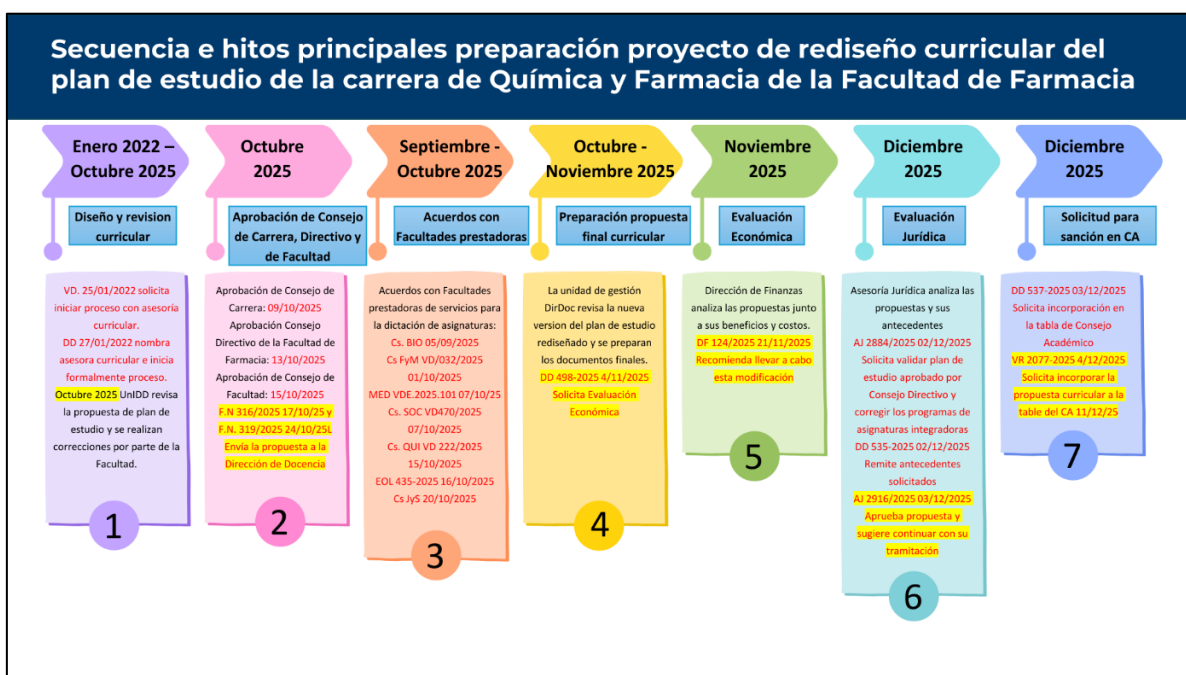 Secuencia e hitos principales preparación proyecto de rediseño curricular del
plan de estudio de la carrera de Química y Farmacia de la Facultad de Farmacia
Enero 2022 –
Octubre 2025
Diseño y revision
curricular
VD. 25/01/2022 solicita
iniciar proceso con asesoría
curricular.
DD 27/01/2022 nombra
asesora curricular e inicia
formalmente proceso.
Octubre 2025 UnIDD revisa
la propuesta de plan de
estudio y se realizan
correcciones por parte de la
Facultad.
1
Octubre
2025
Aprobación de Consejo
de Carrera, Directivo y
de Facultad
Aprobación de Consejo de
Carrera: 09/10/2025
Aprobación Consejo
Directivo de la Facultad de
Farmacia: 13/10/2025
Aprobación de Consejo de
Facultad: 15/10/2025
F.N 316/2025 17/10/25 y
F.N. 319/2025 24/10/25L
Envía la propuesta a la
Dirección de Docencia
2
Septiembre -
Octubre 2025
Acuerdos con
Facultades prestadoras
Acuerdos con Facultades
prestadoras de servicios para
la dictación de asignaturas:
Cs. BIO 05/09/2025
Cs FyM VD/032/2025
01/10/2025
MED VDE.2025.101 07/10/25
Cs. SOC VD470/2025
07/10/2025
Cs. QUI VD 222/2025
15/10/2025
EOL 435-2025 16/10/2025
Cs JyS 20/10/2025
3
Octubre -
Noviembre 2025
Preparación propuesta
final curricular
La unidad de gestión
DirDoc revisa la nueva
version del plan de estudio
rediseñado y se preparan
los documentos finales.
DD 498-2025 4/11/2025
Solicita Evaluación
Económica
4
Noviembre
2025
Evaluación
Económica
Dirección de Finanzas
analiza las propuestas junto
a sus beneficios y costos.
DF 124/2025 21/11/2025
Recomienda llevar a cabo
esta modificación
5
Diciembre
2025
Evaluación
Jurídica
Asesoría Jurídica analiza las
propuestas y sus
antecedentes
AJ 2884/2025 02/12/2025
Solicita validar plan de
estudio aprobado por
Consejo Directivo y
corregir los programas de
asignaturas integradoras
DD 535-2025 02/12/2025
Remite antecedentes
solicitados
AJ 2916/2025 03/12/2025
Aprueba propuesta y
sugiere continuar con su
tramitación
6
Diciembre
2025
Solicitud para
sanción en CA
DD 537-2025 03/12/2025
Solicita incorporación en
la tabla de Consejo
Académico
VR 2077-2025 4/12/2025
Solicita incorporar la
propuesta curricular a la
table del CA 11/12/25
7